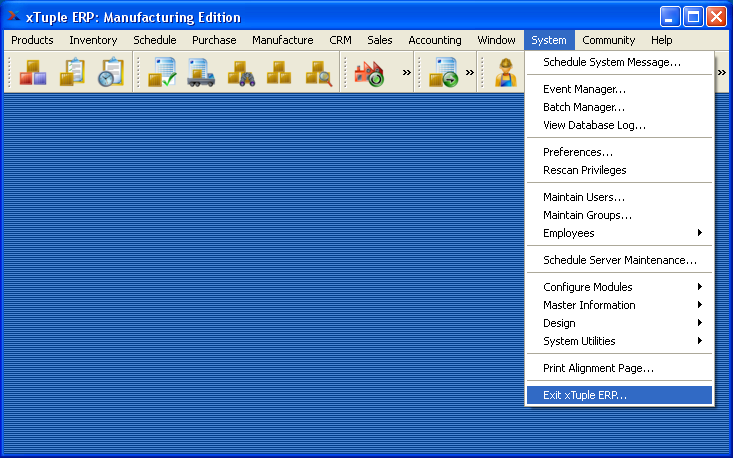 xTuple ERP: Manufacturing Edition
Products Inventory Schedule Purchase Manufacture CRM Sales Accounting Window System Community Help
Schedule System Message...
Event Manager...
Batch Manager...
View Database Log...
Preferences...
Rescan Privileges
Maintain Users...
Maintain Groups...
Employees
Schedule Server Maintenance...
Configure Modules
Master Information
Design
System Utilities
Print Alignment Page...
Exit xTuple ERP...